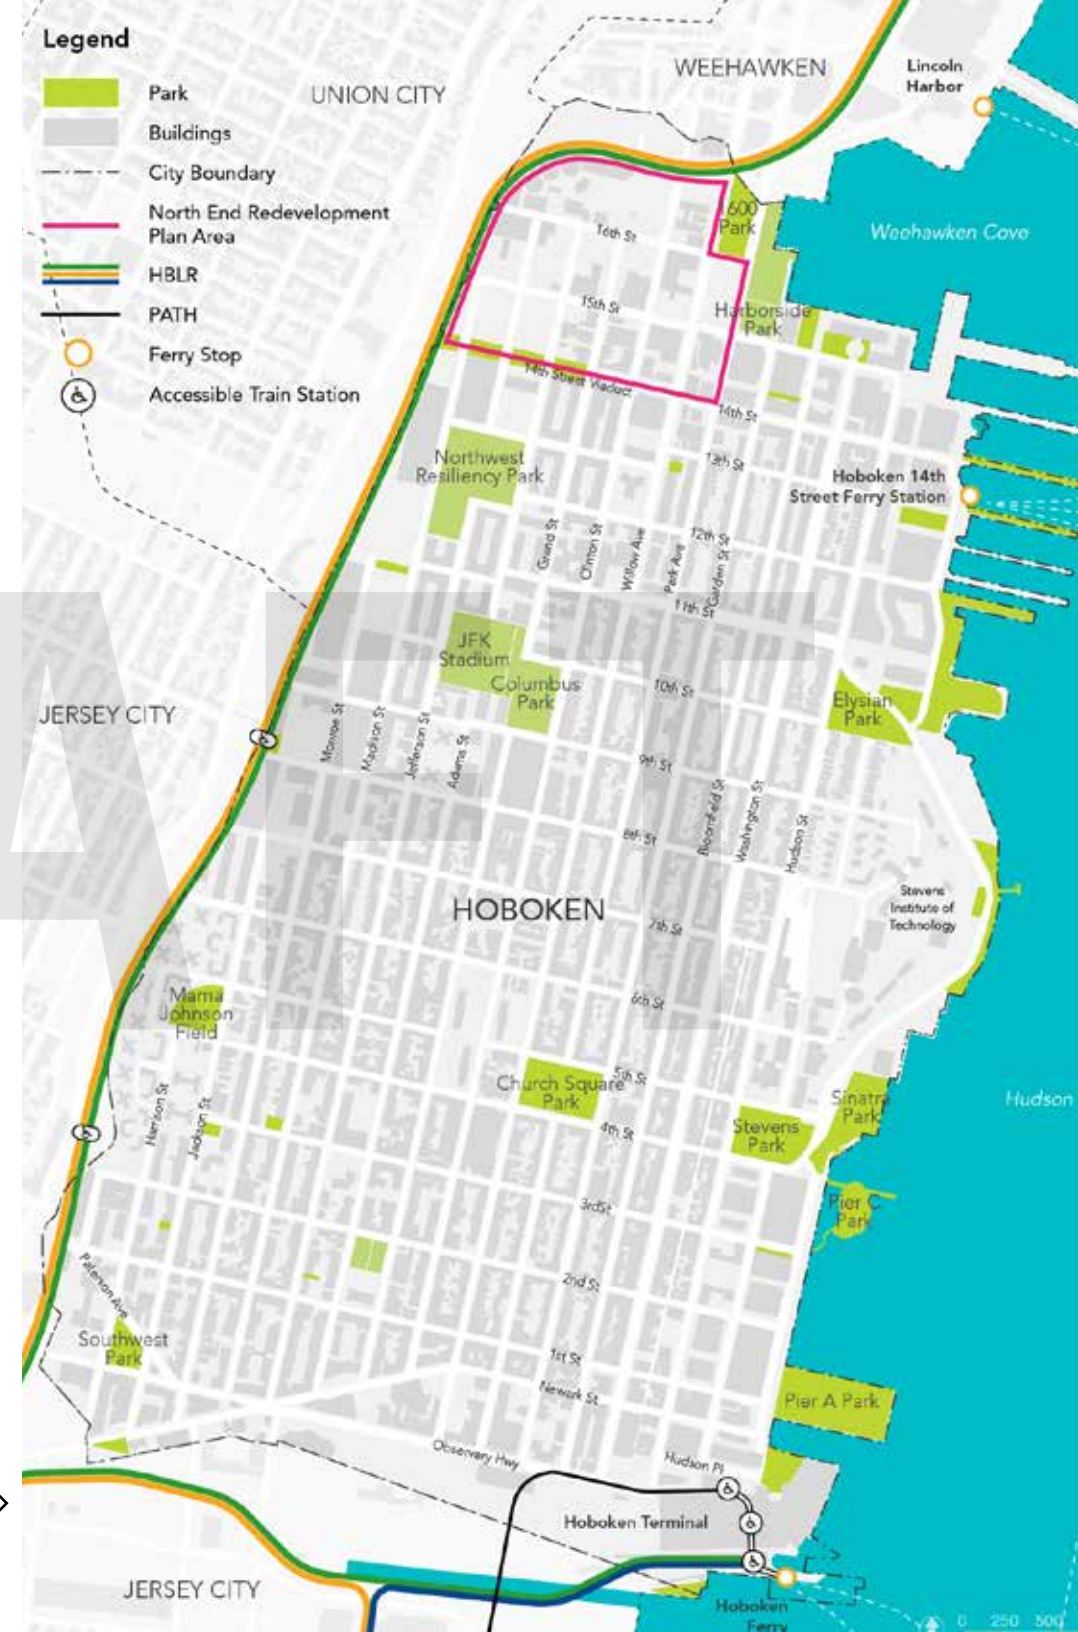 Legend
Park
Buildings
City Boundary
North End Redevelopment
Plan Area
HBLR
PATH
Ferry Stop
Accessible Train Station
UNION CITY
WEEHAWKEN
Lincoln
Harbor
Weehawken Cove
600
Park
16th St
15th St
Harborside
Park
14th Street Viaduct
14th St
13th St
Northwest
Resiliency Park
Hoboken 14th
Street Ferry Station
12th St
Grand St
Clinton St
Willow Ave
Park Ave
Garden St
11th St
JFK
Stadium
Columbus
Park
10th St
Elysian
Park
JERSEY CITY
Monroe St
Madison St
Jefferson St
Adams St
9th St
Bloomfield St
Washington St
Hudson St
8th St
HOBOKEN
Stevens
Institute of
Technology
7th St
6th St
Mama
Johnson
Field
Church Square
Park
5th St
4th St
Harrison St
Jackson St
Stevens
Park
Sinatra
Park
Hudson
3rd St
Pier C
Park
2nd St
Paterson Ave
Southwest
Park
1st St
Newark St
Pier A Park
Observery Hwy
Hudson Pl
Hoboken Terminal
JERSEY CITY
Hoboken
Ferry
0 250 500